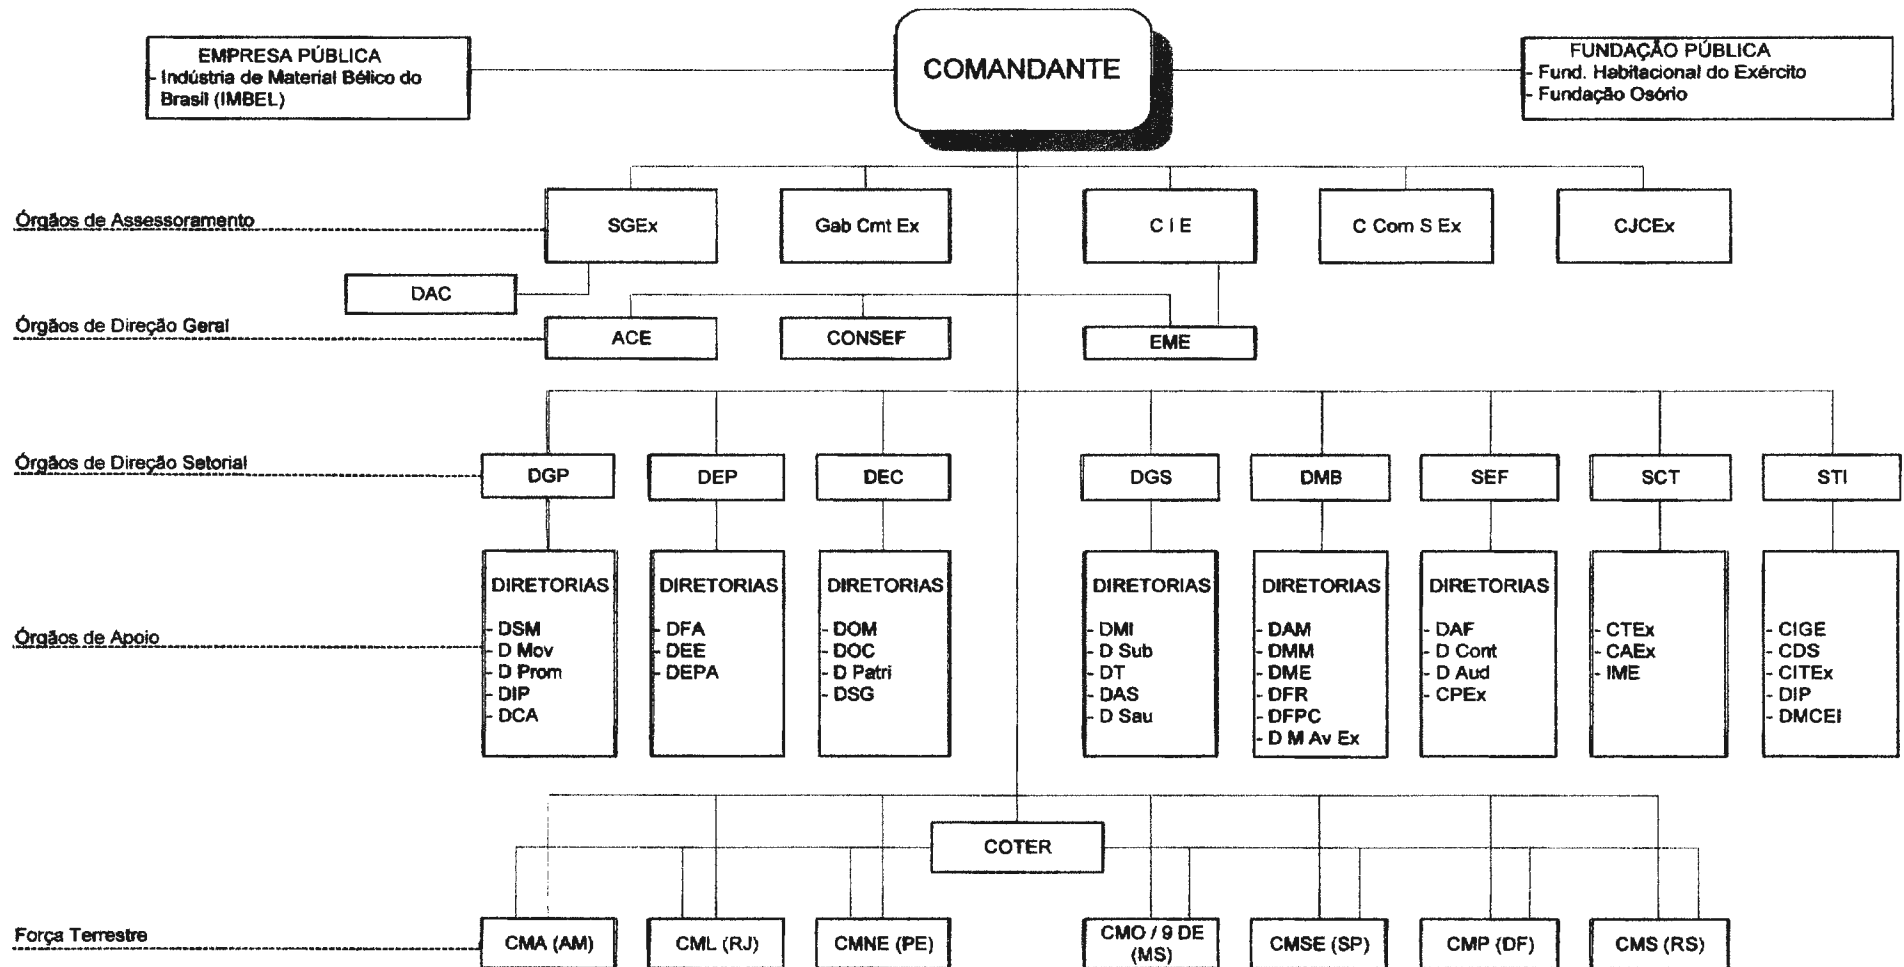 EMPRESA PÚBLICA
- Indústria de Material Bélico do
Brasil (IMBEL)
COMANDANTE
FUNDAÇÃO PÚBLICA
- Fund. Habitacional do Exército
- Fundação Osório
Órgãos de Assessoramento
SGEx
Gab Cmt Ex
C I E
C Com S Ex
CJCEx
DAC
Órgãos de Direção Geral
ACE
CONSEF
EME
Órgãos de Direção Setorial
DGP
DEP
DEC
DGS
DMB
SEF
SCT
STI
Órgãos de Apoio
DIRETORIAS
- DSM
- D Mov
- D Prom
- DIP
- DCA
DIRETORIAS
- DFA
- DEE
- DEPA
DIRETORIAS
- DOM
- DOC
- D Patri
- DSG
DIRETORIAS
- DMI
- D Sub
- DT
- DAS
- D Sau
DIRETORIAS
- DAM
- DMM
- DME
- DFR
- DFPC
- D M Av Ex
DIRETORIAS
- DAF
- D Cont
- D Aud
- CPEx
- CTEx
- CAEx
- IME
- CIGE
- CDS
- CITEx
- DIP
- DMCEI
COTER
Força Terrestre
CMA (AM)
CML (RJ)
CMNE (PE)
CMO / 9 DE
(MS)
CMSE (SP)
CMP (DF)
CMS (RS)